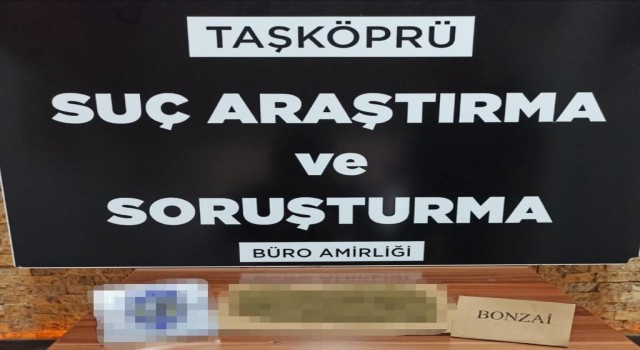 TAŞKÖPRÜ
SUÇ ARAŞTIRMA
ve
SORUŞTURMA
BÜRO AMİRLİĞİ
BONZAİ